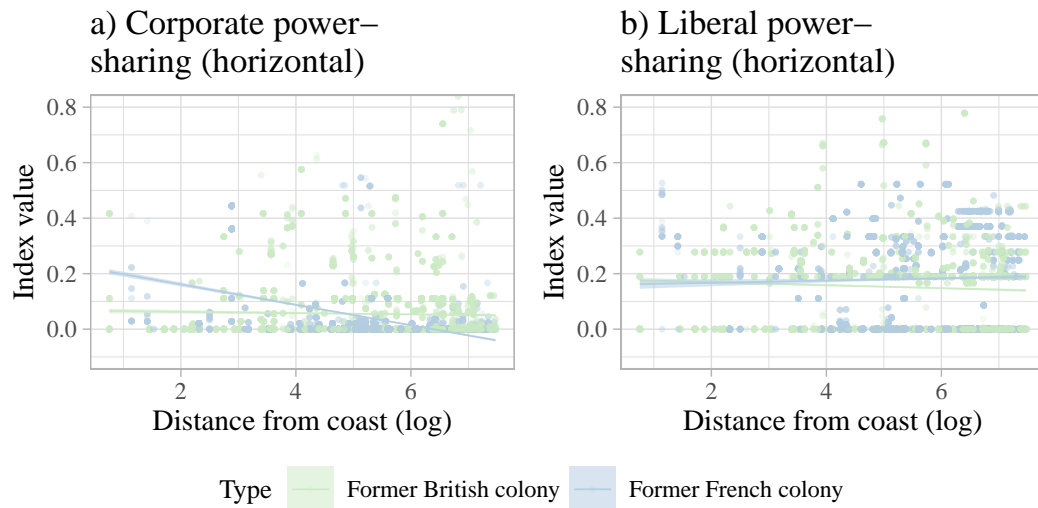 a) Corporate power–
sharing (horizontal)
b) Liberal power–
sharing (horizontal)
Index value
0.8
0.6
0.4
0.2
0.0
2
4
6
Distance from coast (log)
Index value
0.8
0.6
0.4
0.2
0.0
2
4
6
Distance from coast (log)
Type
Former British colony
Former French colony